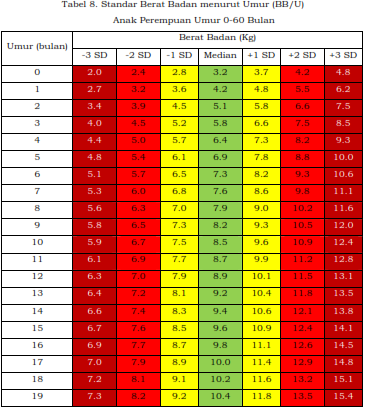 Tabel 8. Standar Berat Badan menurut Umur (BB/U)
Anak Perempuan Umur 0-60 Bulan
Umur (bulan) Berat Badan (Kg)
-3 SD -2 SD -1 SD Median +1 SD +2 SD +3 SD
0 2.0 2.4 2.8 3.2 3.7 4.2 4.8
1 2.7 3.2 3.6 4.2 4.8 5.5 6.2
2 3.4 3.9 4.5 5.1 5.8 6.6 7.5
3 4.0 4.5 5.2 5.8 6.6 7.5 8.5
4 4.4 5.0 5.7 6.4 7.3 8.2 9.3
5 4.8 5.4 6.1 6.9 7.8 8.8 10.0
6 5.1 5.7 6.5 7.3 8.2 9.3 10.6
7 5.3 6.0 6.8 7.6 8.6 9.8 11.1
8 5.6 6.3 7.0 7.9 9.0 10.2 11.6
9 5.8 6.5 7.3 8.2 9.3 10.5 12.0
10 5.9 6.7 7.5 8.5 9.6 10.9 12.4
11 6.1 6.9 7.7 8.7 9.9 11.2 12.8
12 6.3 7.0 7.9 8.9 10.1 11.5 13.1
13 6.4 7.2 8.1 9.2 10.4 11.8 13.5
14 6.6 7.4 8.3 9.4 10.6 12.1 13.8
15 6.7 7.6 8.5 9.6 10.9 12.4 14.1
16 6.9 7.7 8.7 9.8 11.1 12.6 14.5
17 7.0 7.9 8.9 10.0 11.4 12.9 14.8
18 7.2 8.1 9.1 10.2 11.6 13.2 15.1
19 7.3 8.2 9.2 10.4 11.8 13.5 15.4